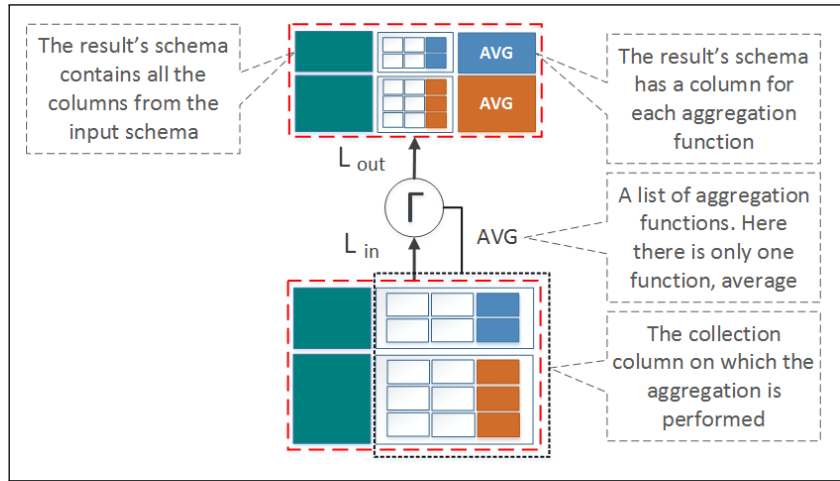 The result's schema
contains all the
columns from the
input schema
AVG
AVG
The result's schema
has a column for
each aggregation
function
L out
Γ
L in
AVG
A list of aggregation
functions. Here
there is only one
function, average
The collection
column on which the
aggregation is
performed